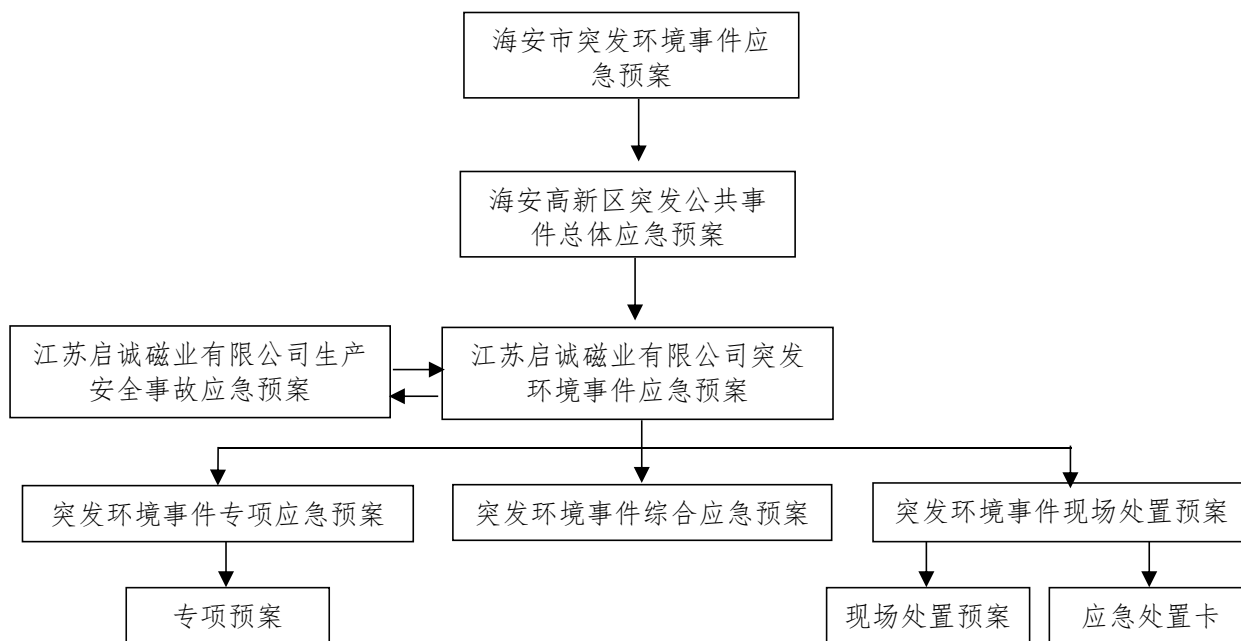 海安市突发环境事件应
急预案
海安高新区突发公共事
件总体应急预案
江苏启诚磁业有限公司生产
安全事故应急预案
江苏启诚磁业有限公司突发
环境事件应急预案
突发环境事件专项应急预案
突发环境事件综合应急预案
突发环境事件现场处置预案
专项预案
现场处置预案
应急处置卡